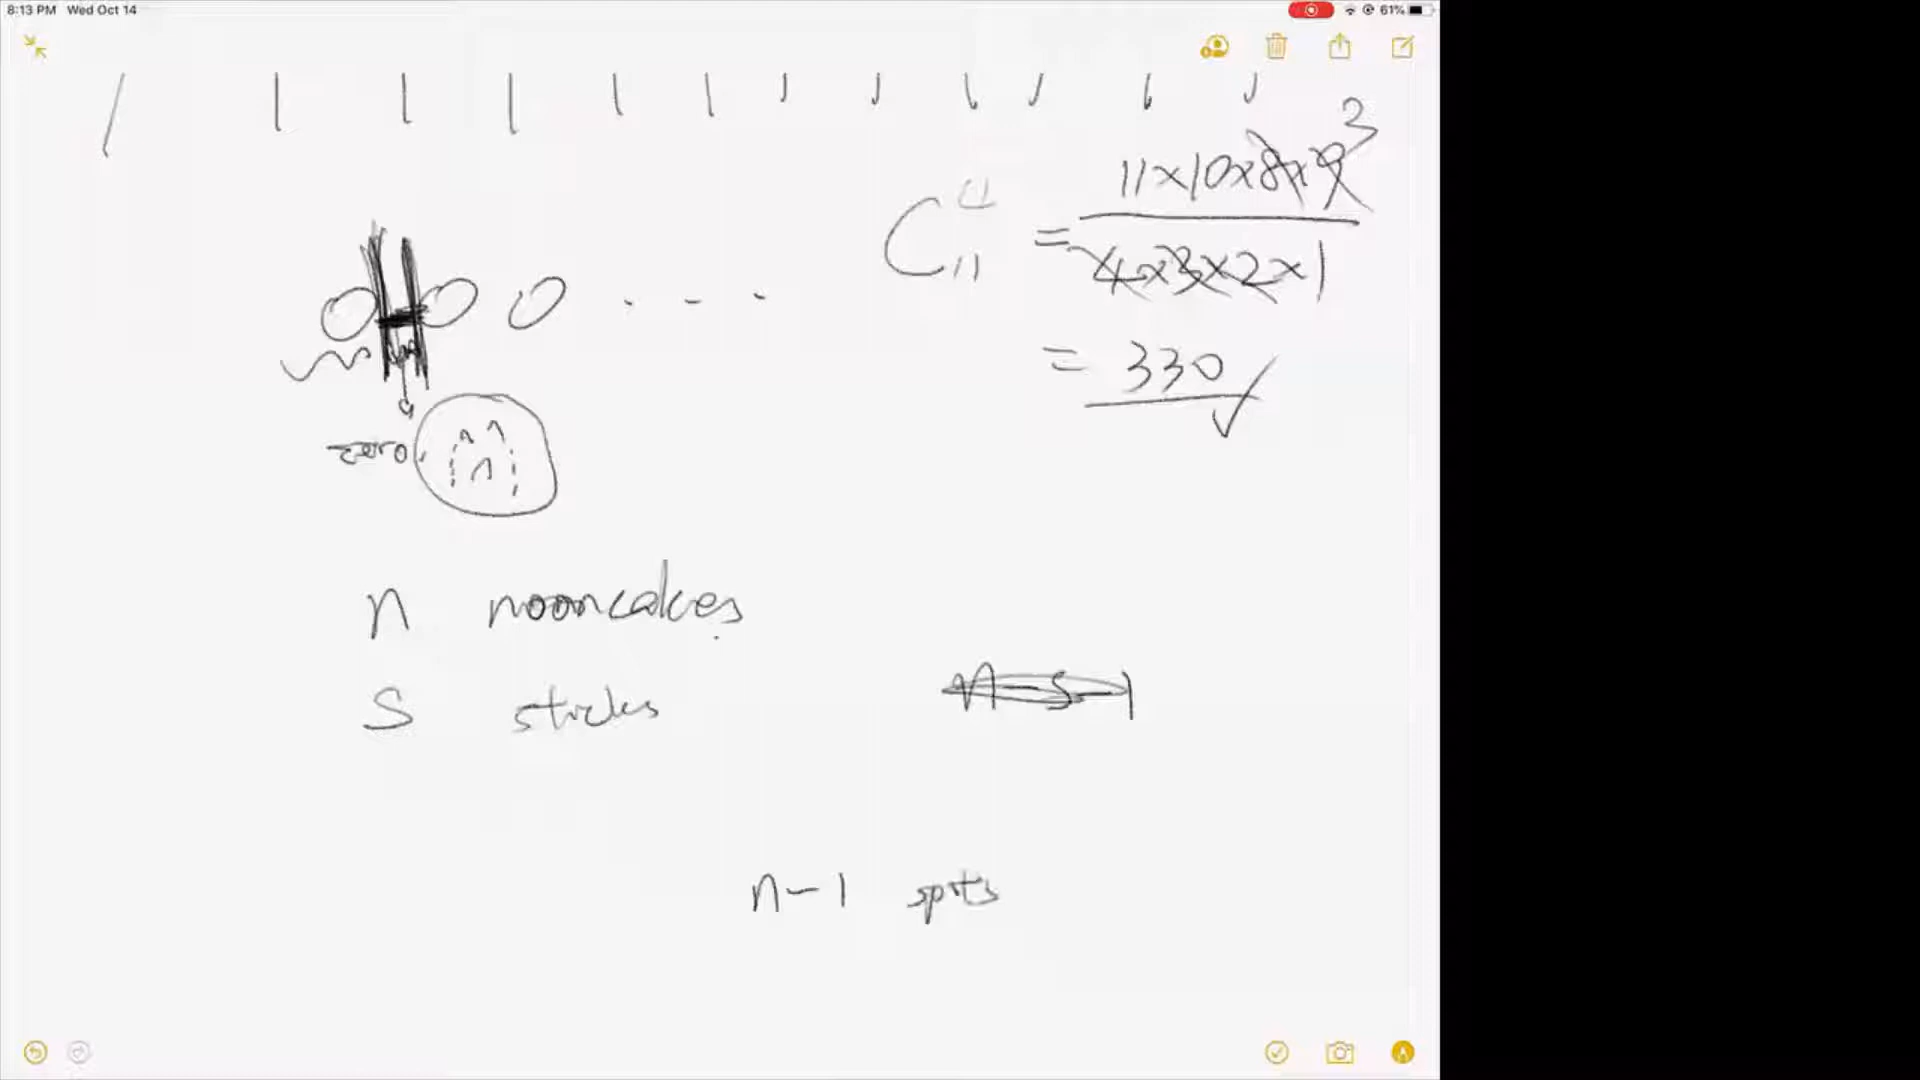 8:13 PM Wed Oct 14
61%
3
11×10×8×9
C 4 11 = 4×3×2×1
= 330 ✓
zero
n mooncakes
n-s-1
S sticks
n-1 spots